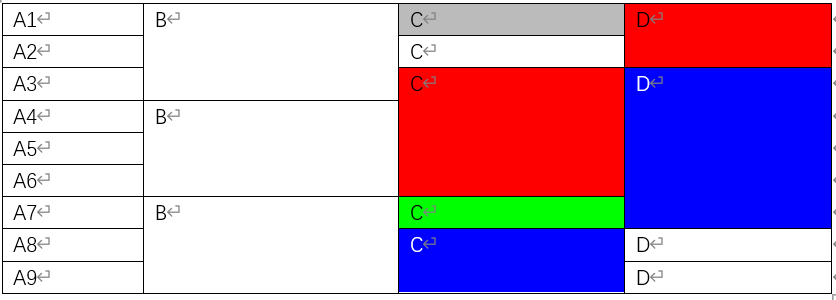 A1 B C D
A2 C
A3 C D
A4 B
A5
A6
A7 B C
A8 C D
A9 D